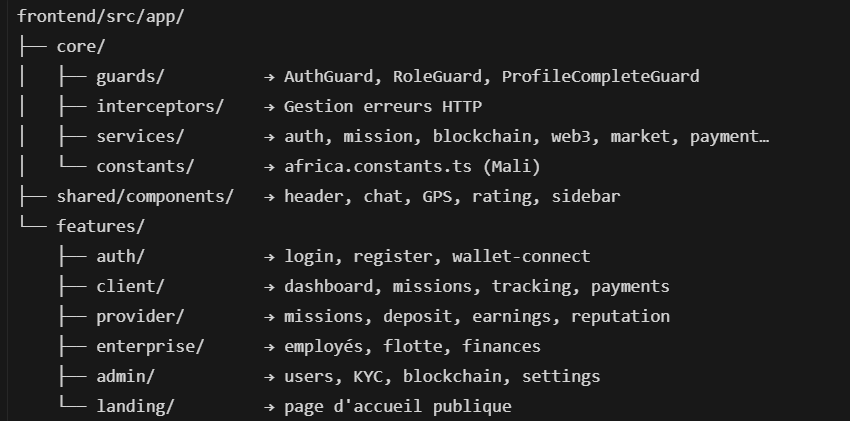 frontend/src/app/
├── core/
│   ├── guards/          → AuthGuard, RoleGuard, ProfileCompleteGuard
│   ├── interceptors/    → Gestion erreurs HTTP
│   ├── services/        → auth, mission, blockchain, web3, market, payment…
│   └── constants/       → africa.constants.ts (Mali)
├── shared/components/   → header, chat, GPS, rating, sidebar
└── features/
    ├── auth/            → login, register, wallet-connect
    ├── client/          → dashboard, missions, tracking, payments
    ├── provider/        → missions, deposit, earnings, reputation
    ├── enterprise/      → employés, flotte, finances
    ├── admin/           → users, KYC, blockchain, settings
    └── landing/         → page d'accueil publique